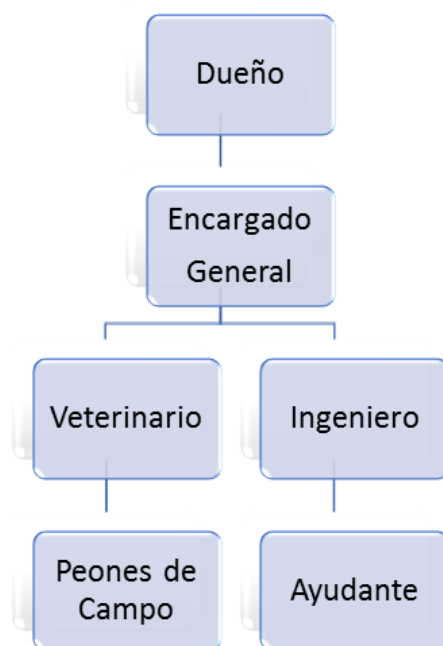 Dueño
Encargado
General
Veterinario
Ingeniero
Peones de
Campo
Ayudante